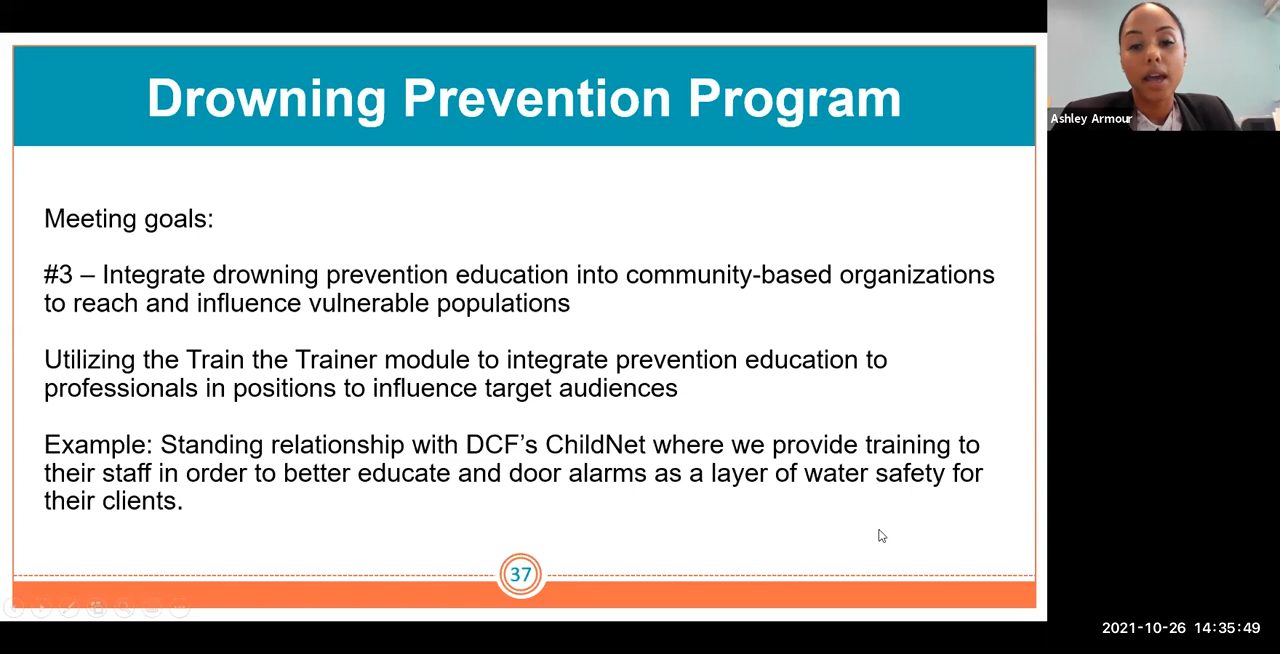 Drowning Prevention Program
Ashley Armour
Meeting goals:
#3 – Integrate drowning prevention education into community-based organizations
to reach and influence vulnerable populations
Utilizing the Train the Trainer module to integrate prevention education to
professionals in positions to influence target audiences
Example: Standing relationship with DCF’s ChildNet where we provide training to
their staff in order to better educate and door alarms as a layer of water safety for
their clients.
37
2021-10-26 14:35:49